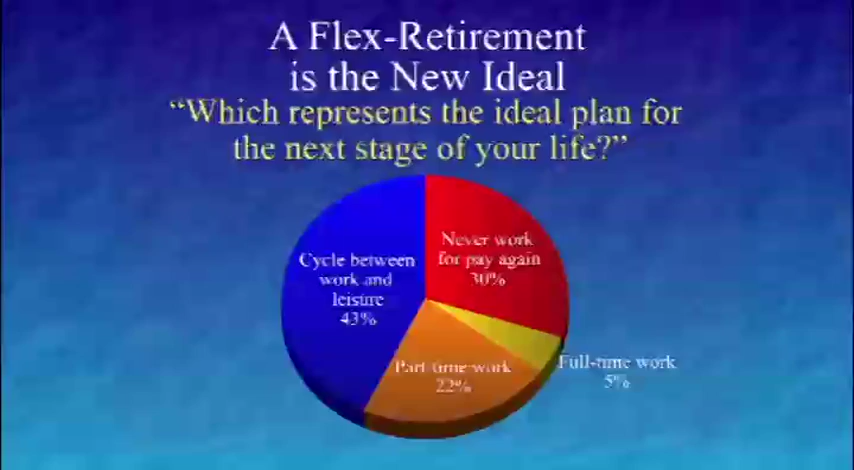 A Flex-Retirement
is the New Ideal
“Which represents the ideal plan for
the next stage of your life?”
Never work
for pay again
30%
Cycle between
work and
leisure
43%
Part-time work
22%
Full-time work
5%